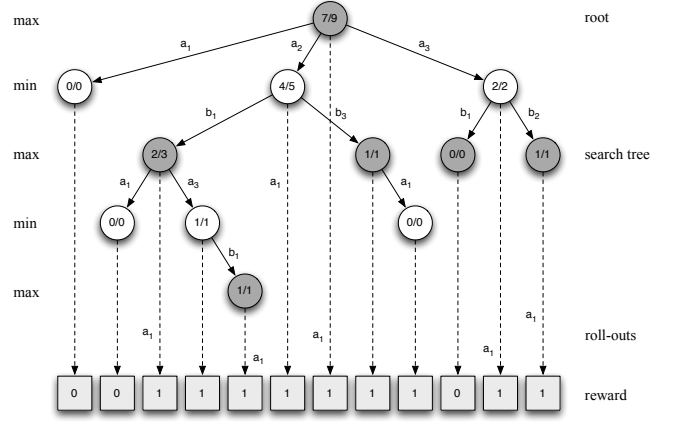 max 7/9 root
a1 a2 a3
min 0/0 4/5 2/2
b1 b3 b1 b2
max 2/3 1/1 0/0 1/1 search tree
a1 a3 a1 a1
min 0/0 1/1 0/0
b1
max 1/1
a1 a1 a1 roll-outs
a1 a1
0 0 1 1 1 1 1 1 1 0 1 1 reward